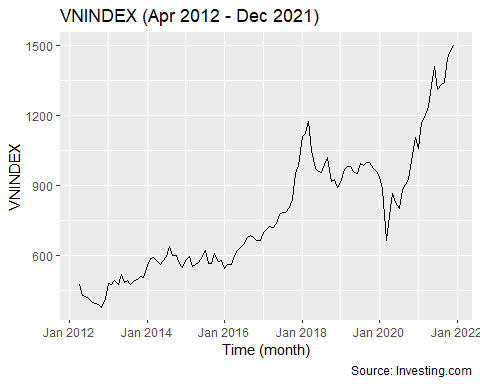 VNINDEX (Apr 2012 - Dec 2021)
1500
1200
900
600
VNINDEX
Jan 2012 Jan 2014 Jan 2016 Jan 2018 Jan 2020 Jan 2022
Time (month)
Source: Investing.com